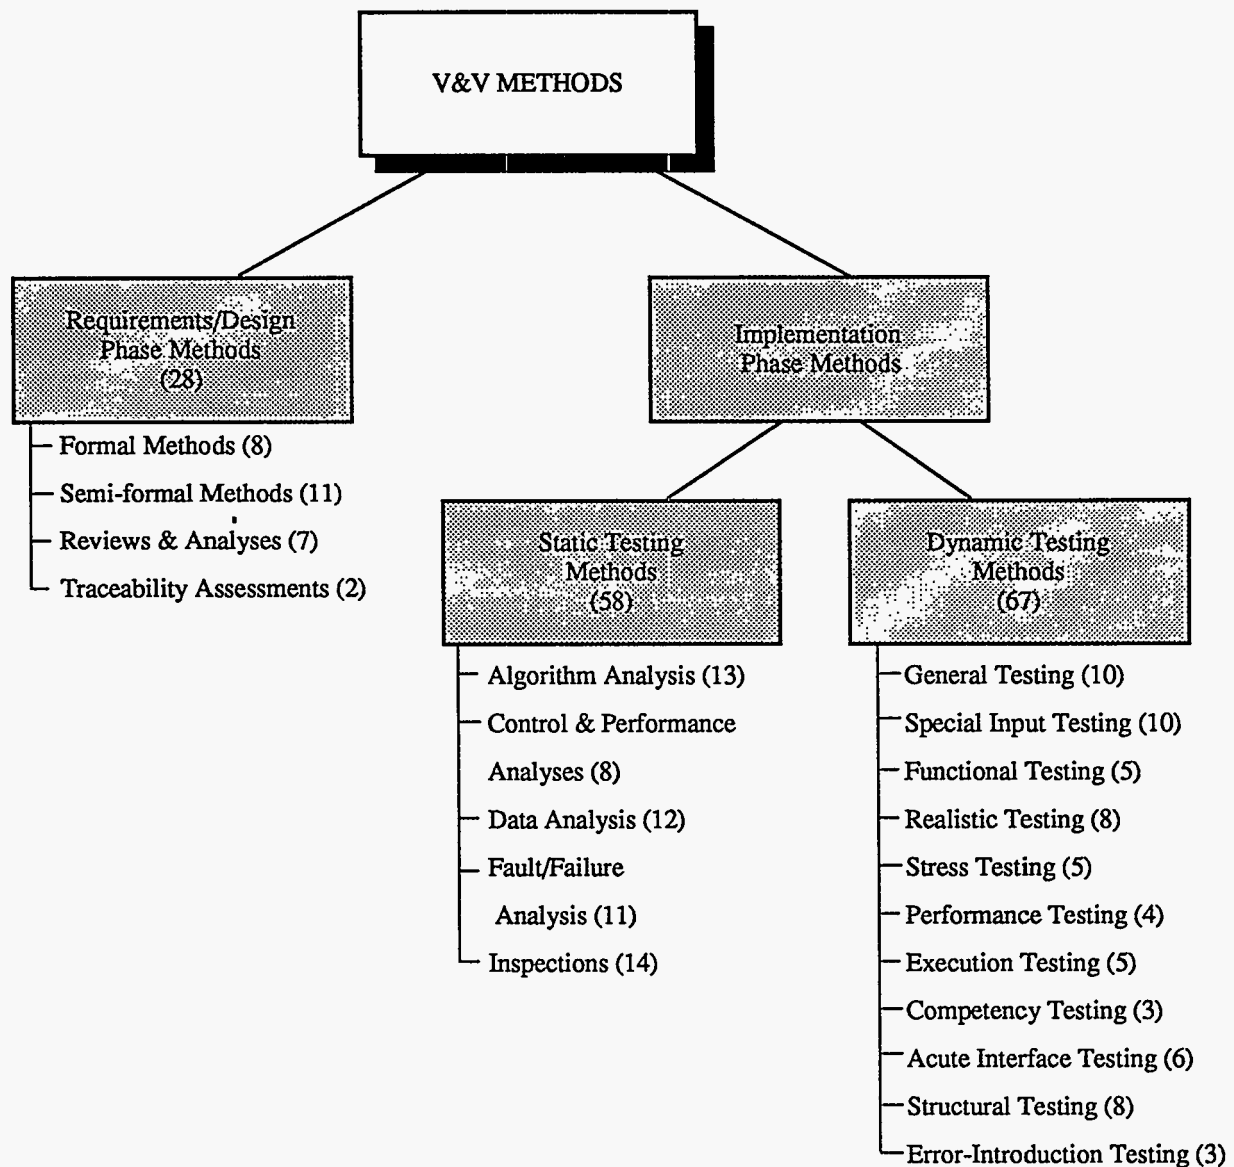 V&V METHODS
Requirements/Design
Phase Methods
(28)
Formal Methods (8)
Semi-formal Methods (11)
Reviews & Analyses (7)
Traceability Assessments (2)
Implementation
Phase Methods
Static Testing
Methods
(58)
Algorithm Analysis (13)
Control & Performance
Analyses (8)
Data Analysis (12)
Fault/Failure
Analysis (11)
Inspections (14)
Dynamic Testing
Methods
(67)
General Testing (10)
Special Input Testing (10)
Functional Testing (5)
Realistic Testing (8)
Stress Testing (5)
Performance Testing (4)
Execution Testing (5)
Competency Testing (3)
Acute Interface Testing (6)
Structural Testing (8)
Error-Introduction Testing (3)